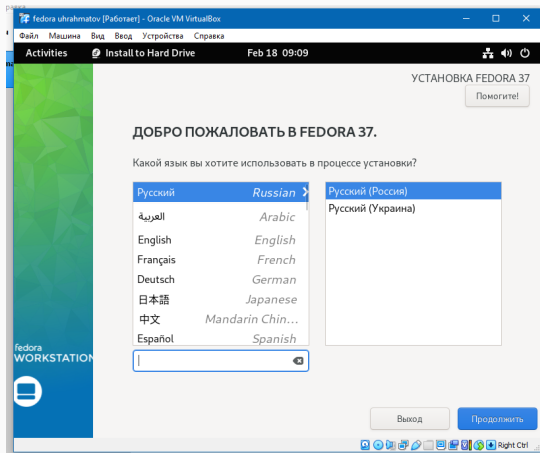 fedora uhrahmatov [Работает] - Oracle VM VirtualBox
Файл Машина Вид Ввод Устройства Справка
Activities Install to Hard Drive Feb 18 09:09
УСТАНОВКА FEDORA 37
Помогите!
ДОБРО ПОЖАЛОВАТЬ В FEDORA 37.
Какой язык вы хотите использовать в процессе установки?
Русский Russian
العربية Arabic
English English
Français French
Deutsch German
日本語 Japanese
中文 Mandarin Chin...
Español Spanish
Русский (Россия)
Русский (Украина)
fedora
WORKSTATION
Выход Продолжить
Right Ctrl